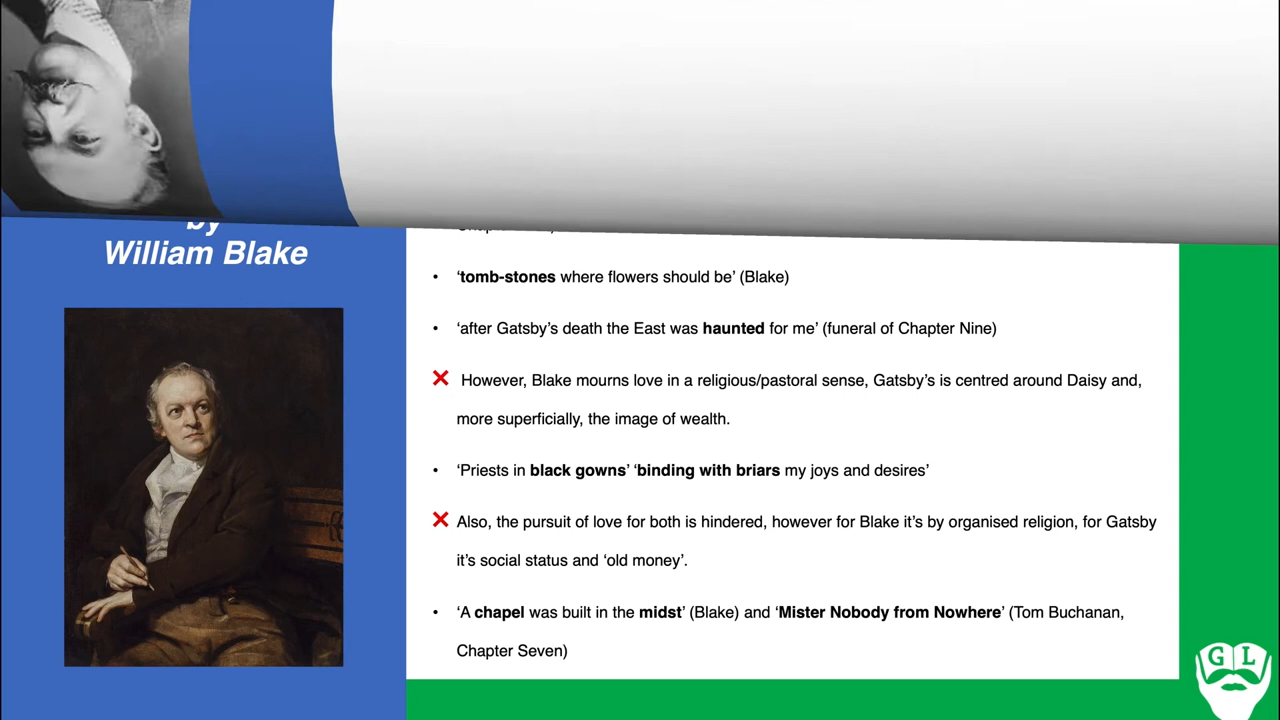 by
William Blake
• ‘tomb-stones where flowers should be’ (Blake)
• ‘after Gatsby’s death the East was haunted for me’ (funeral of Chapter Nine)
However, Blake mourns love in a religious/pastoral sense, Gatsby’s is centred around Daisy and,
more superficially, the image of wealth.
• ‘Priests in black gowns’ ‘binding with briars my joys and desires’
Also, the pursuit of love for both is hindered, however for Blake it’s by organised religion, for Gatsby
it’s social status and ‘old money’.
• ‘A chapel was built in the midst’ (Blake) and ‘Mister Nobody from Nowhere’ (Tom Buchanan,
Chapter Seven)
G L